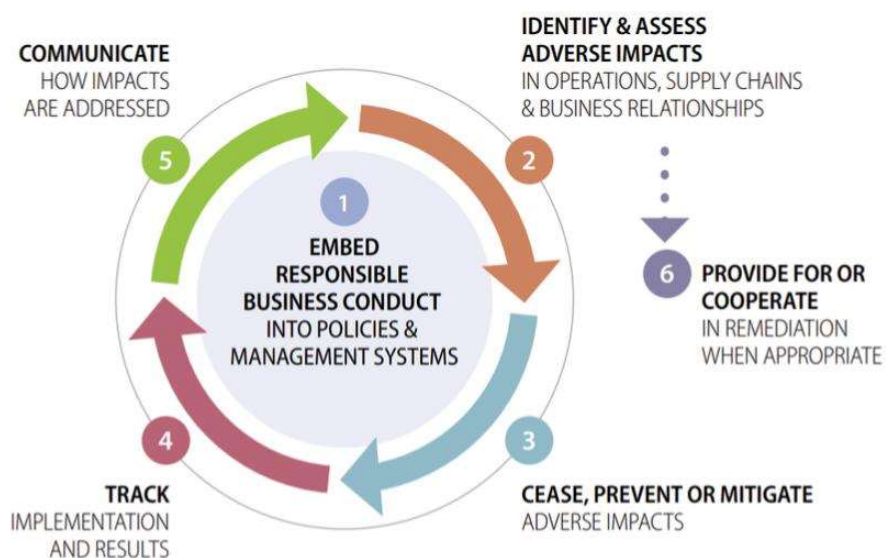 1
EMBED
RESPONSIBLE
BUSINESS CONDUCT
INTO POLICIES &
MANAGEMENT SYSTEMS
2
IDENTIFY & ASSESS
ADVERSE IMPACTS
IN OPERATIONS, SUPPLY CHAINS
& BUSINESS RELATIONSHIPS
3
CEASE, PREVENT OR MITIGATE
ADVERSE IMPACTS
4
TRACK
IMPLEMENTATION
AND RESULTS
5
COMMUNICATE
HOW IMPACTS
ARE ADDRESSED
6
PROVIDE FOR OR
COOPERATE
IN REMEDIATION
WHEN APPROPRIATE